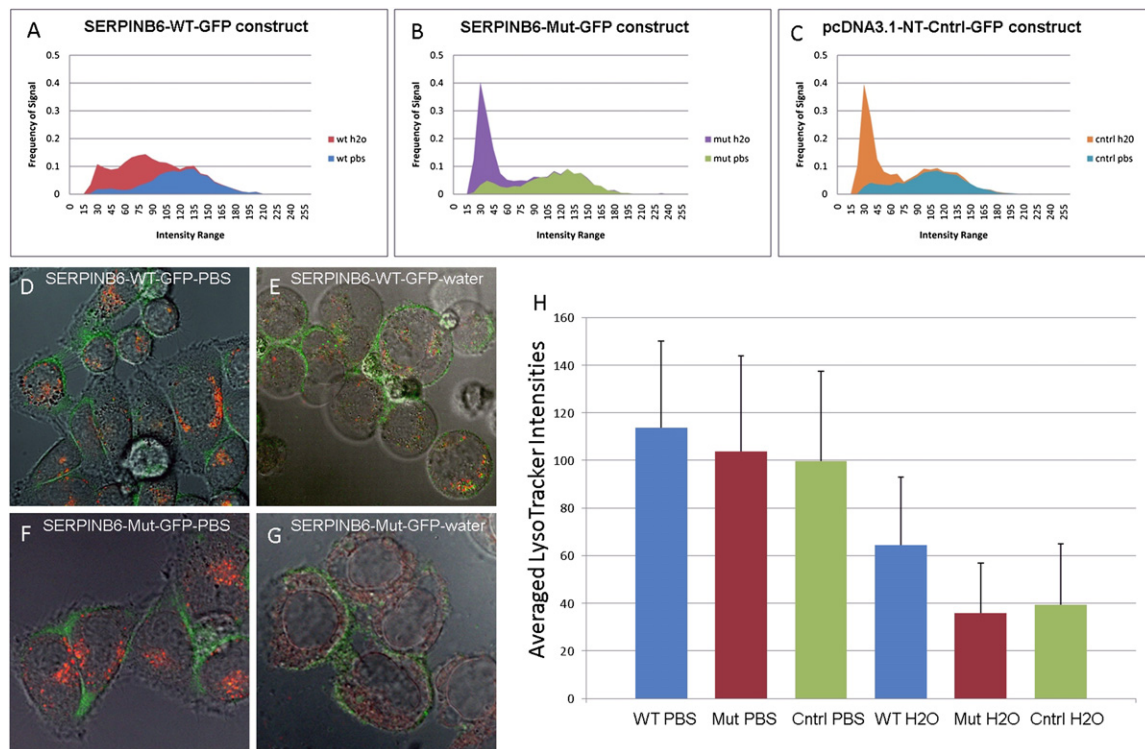 A
SERPINB6-WT-GFP construct
Frequency of Signal
0.5
0.4
0.3
0.2
0.1
0
0 15 30 45 60 75 90 105 120 135 150 165 180 195 210 225 240 255
Intensity Range
wt h2o
wt pbs
B
SERPINB6-Mut-GFP construct
Frequency of Signal
0.5
0.4
0.3
0.2
0.1
0
0 15 30 45 60 75 90 105 120 135 150 165 180 195 210 225 240 255
Intensity Range
mut h2o
mut pbs
C
pcDNA3.1-NT-Cntrl-GFP construct
Frequency of Signal
0.5
0.4
0.3
0.2
0.1
0
0 15 30 45 60 75 90 105 120 135 150 165 180 195 210 225 240 255
Intensity Range
cntrl h20
cntrl pbs
D
SERPINB6-WT-GFP-PBS
E
SERPINB6-WT-GFP-water
F
SERPINB6-Mut-GFP-PBS
G
SERPINB6-Mut-GFP-water
H
Averaged LysoTracker Intensities
160
140
120
100
80
60
40
20
0
WT PBS Mut PBS Cntrl PBS WT H2O Mut H2O Cntrl H2O